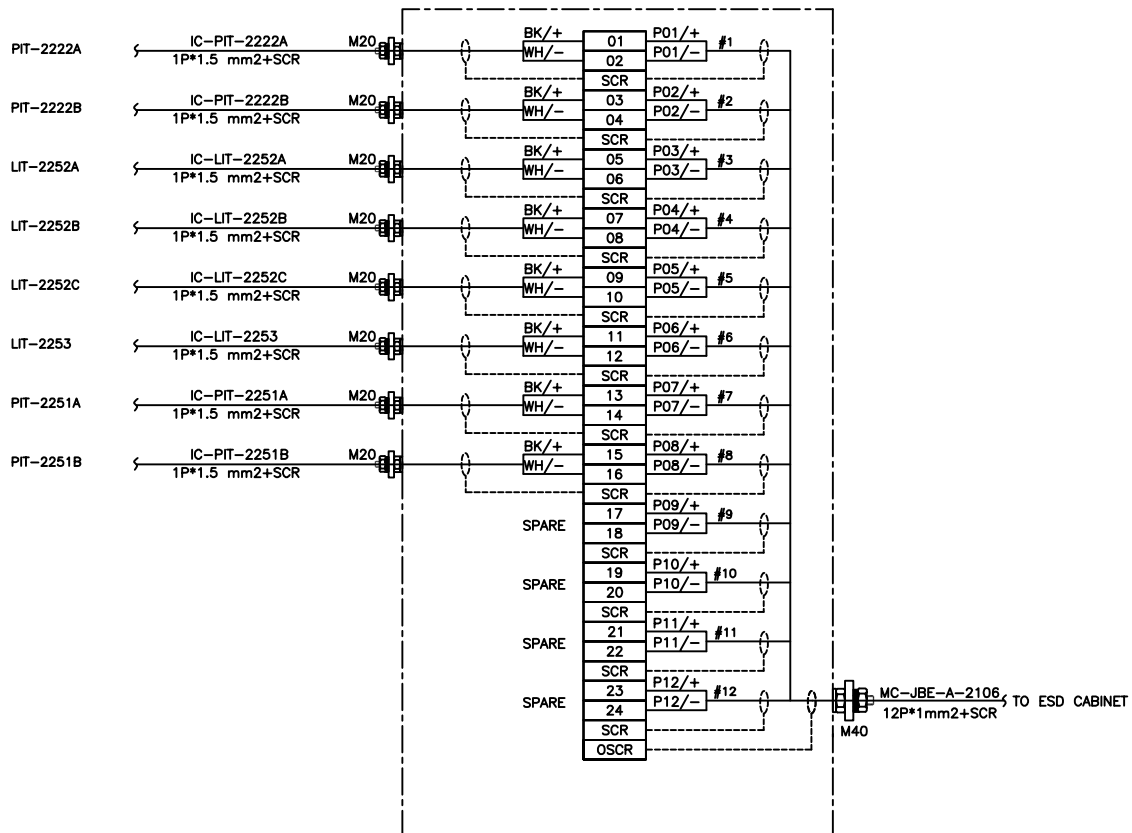 PIT-2222A IC-PIT-2222A M20 BK/+ 01 P01/+ #1
1P*1.5 mm2+SCR WH/- 02 P01/-
SCR
PIT-2222B IC-PIT-2222B M20 BK/+ 03 P02/+ #2
1P*1.5 mm2+SCR WH/- 04 P02/-
SCR
LIT-2252A IC-LIT-2252A M20 BK/+ 05 P03/+ #3
1P*1.5 mm2+SCR WH/- 06 P03/-
SCR
LIT-2252B IC-LIT-2252B M20 BK/+ 07 P04/+ #4
1P*1.5 mm2+SCR WH/- 08 P04/-
SCR
LIT-2252C IC-LIT-2252C M20 BK/+ 09 P05/+ #5
1P*1.5 mm2+SCR WH/- 10 P05/-
SCR
LIT-2253 IC-LIT-2253 M20 BK/+ 11 P06/+ #6
1P*1.5 mm2+SCR WH/- 12 P06/-
SCR
PIT-2251A IC-PIT-2251A M20 BK/+ 13 P07/+ #7
1P*1.5 mm2+SCR WH/- 14 P07/-
SCR
PIT-2251B IC-PIT-2251B M20 BK/+ 15 P08/+ #8
1P*1.5 mm2+SCR WH/- 16 P08/-
SCR
SPARE 17 P09/+ #9
18 P09/-
SCR
SPARE 19 P10/+ #10
20 P10/-
SCR
SPARE 21 P11/+ #11
22 P11/-
SCR
SPARE 23 P12/+ #12
24 P12/-
SCR
OSCR
MC-JBE-A-2106 TO ESD CABINET
12P*1mm2+SCR
M40